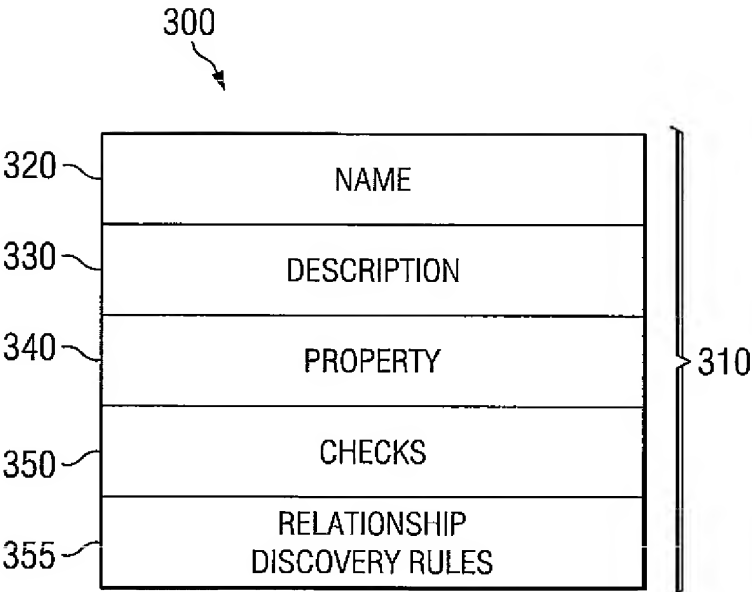 300
320
NAME
330
DESCRIPTION
340
PROPERTY
310
350
CHECKS
355
RELATIONSHIP
DISCOVERY RULES